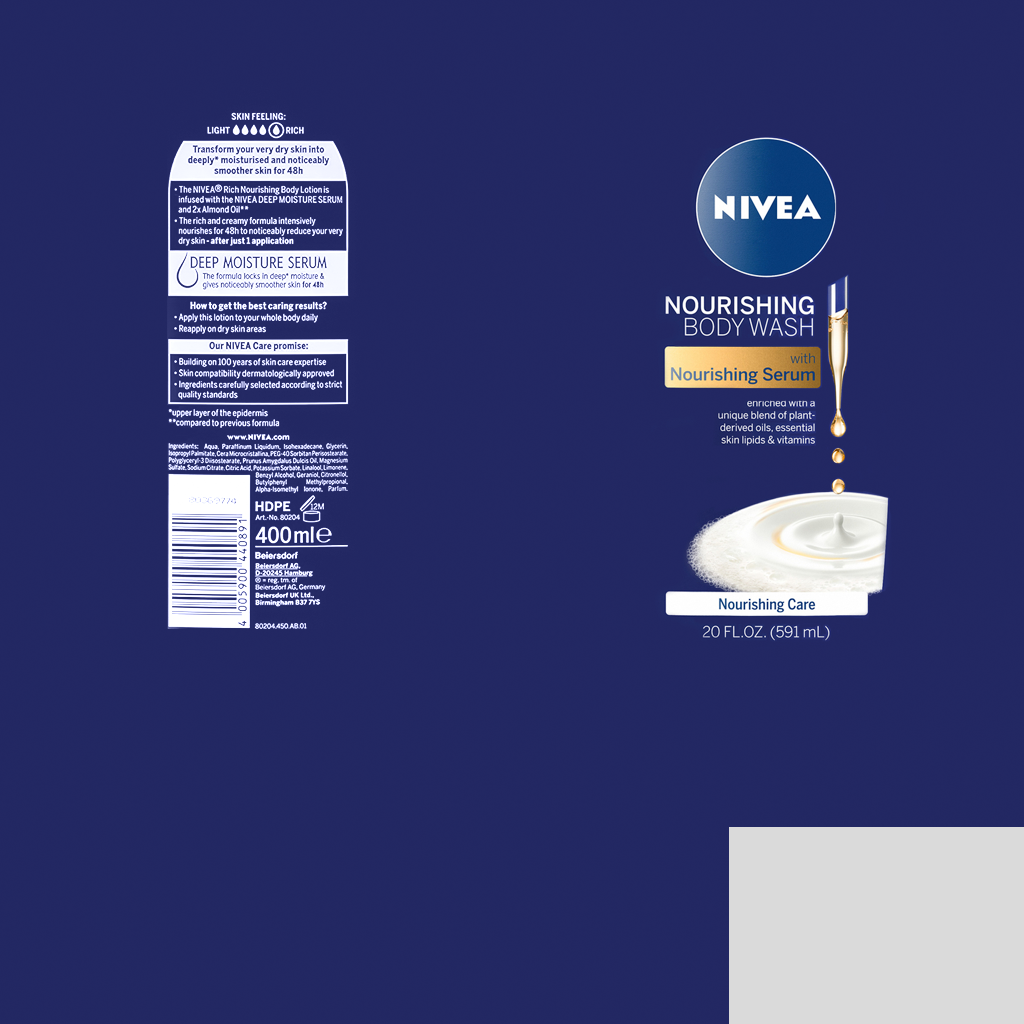 SKIN FEELING:
LIGHT RICH
Transform your very dry skin into
deeply* moisturised and noticeably
smoother skin for 48h
• The NIVEA® Rich Nourishing Body Lotion is
infused with the NIVEA DEEP MOISTURE SERUM
and 2x Almond Oil**
• The rich and creamy formula intensively
nourishes for 48h to noticeably reduce your very
dry skin - after just 1 application
DEEP MOISTURE SERUM
The formula locks in deep* moisture &
gives noticeably smoother skin for 48h
How to get the best caring results?
• Apply this lotion to your whole body daily
• Reapply on dry skin areas
Our NIVEA Care promise:
• Building on 100 years of skin care expertise
• Skin compatibility dermatologically approved
• Ingredients carefully selected according to strict
quality standards
*upper layer of the epidermis
**compared to previous formula
www.NIVEA.com
Ingredients: Aqua, Paraffinum Liquidum, Isohexadecane, Glycerin,
Isopropyl Palmitate, Cera Microcristallina, PEG-40 Sorbitan Perisostearate,
Polyglyceryl-3 Diisostearate, Prunus Amygdalus Dulcis Oil, Magnesium
Sulfate, Sodium Citrate, Citric Acid, Potassium Sorbate, Linalool, Limonene,
Benzyl Alcohol, Geraniol, Citronellol,
Butylphenyl Methylpropional,
Alpha-Isomethyl Ionone, Parfum.
HDPE 12M
Art.-No. 80204
400ml℮
Beiersdorf
Beiersdorf AG,
D-20245 Hamburg
® = reg. tm. of
Beiersdorf AG, Germany
Beiersdorf UK Ltd.,
Birmingham B37 7YS
80204.450.AB.01
4 005900 440891
NIVEA
NOURISHING
BODY WASH
with
Nourishing Serum
enriched with a
unique blend of plant-
derived oils, essential
skin lipids & vitamins
Nourishing Care
20 FL.OZ. (591 mL)